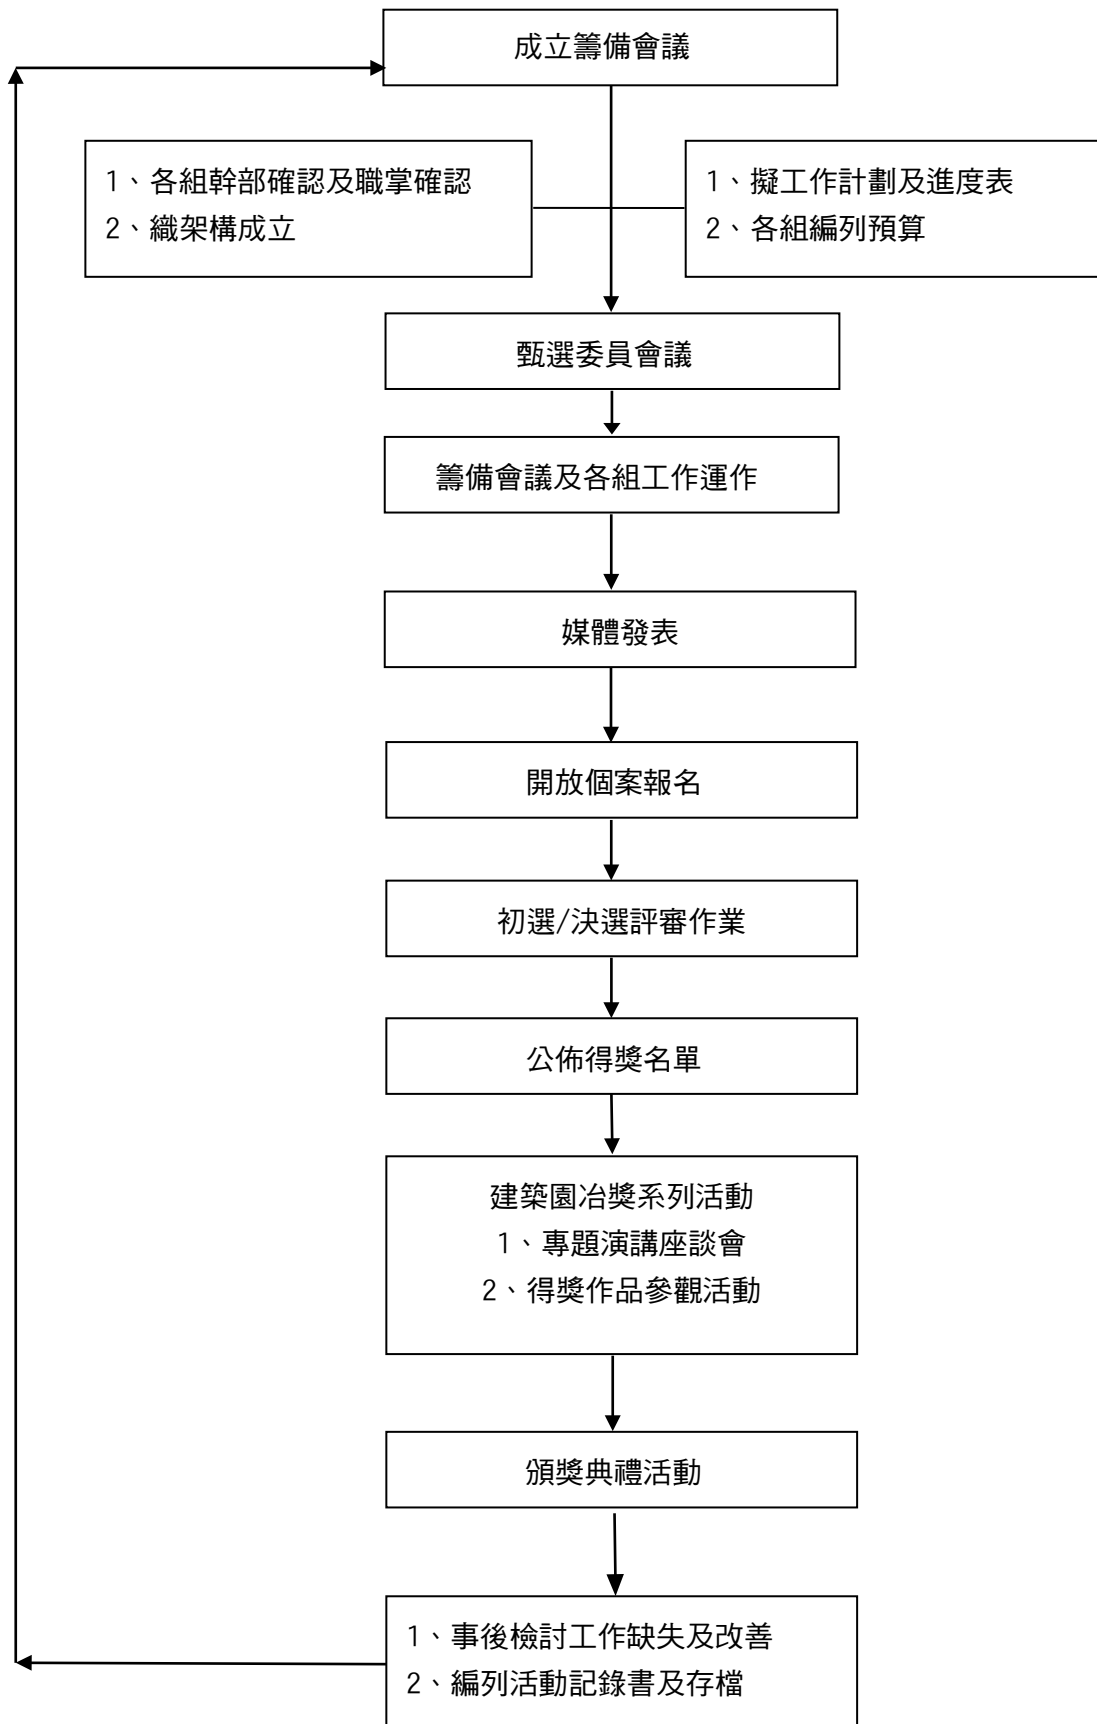 成立籌備會議
1、各組幹部確認及職掌確認
2、織架構成立
1、擬工作計劃及進度表
2、各組編列預算
甄選委員會議
籌備會議及各組工作運作
媒體發表
開放個案報名
初選/決選評審作業
公佈得獎名單
建築園冶獎系列活動
1、專題演講座談會
2、得獎作品參觀活動
頒獎典禮活動
1、事後檢討工作缺失及改善
2、編列活動記錄書及存檔